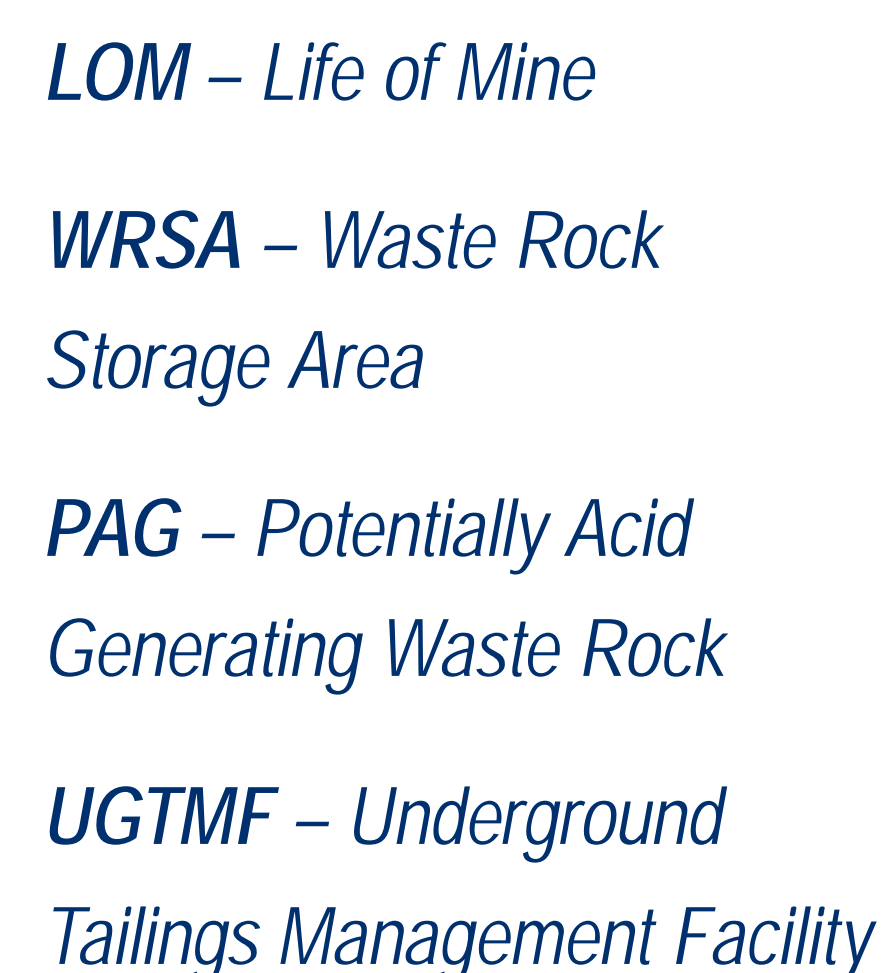 LOM – Life of Mine
WRSA – Waste Rock
Storage Area
PAG – Potentially Acid
Generating Waste Rock
UGTMF – Underground
Tailings Management Facility